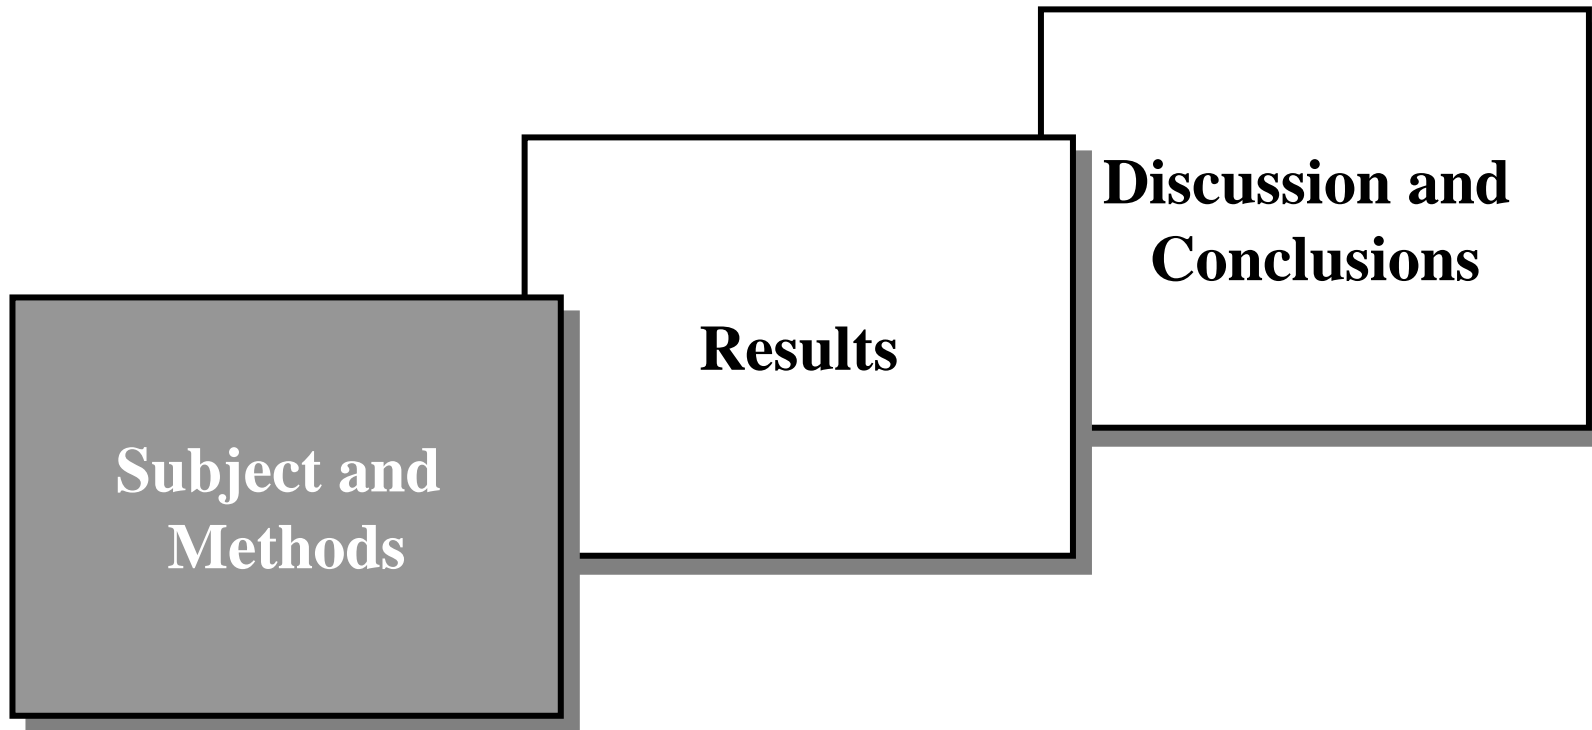 Subject and
Methods
Results
Discussion and
Conclusions